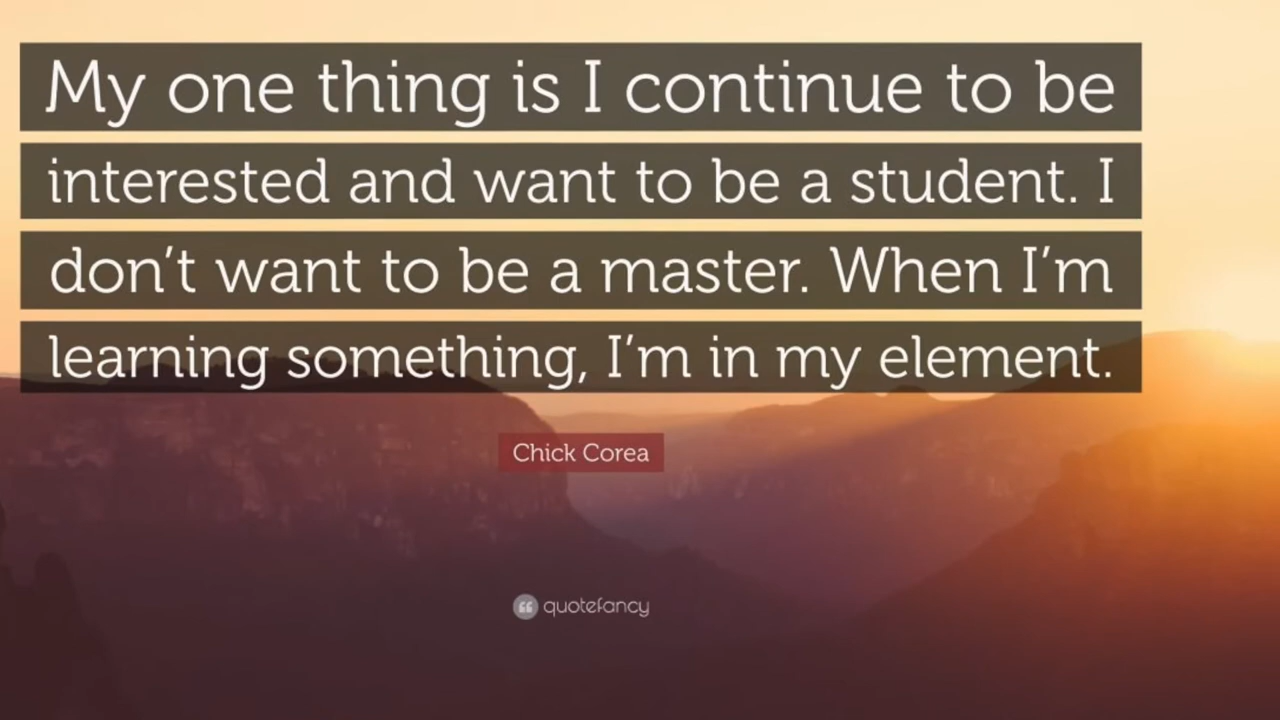 My one thing is I continue to be
interested and want to be a student. I
don’t want to be a master. When I’m
learning something, I’m in my element.
Chick Corea
quotefancy